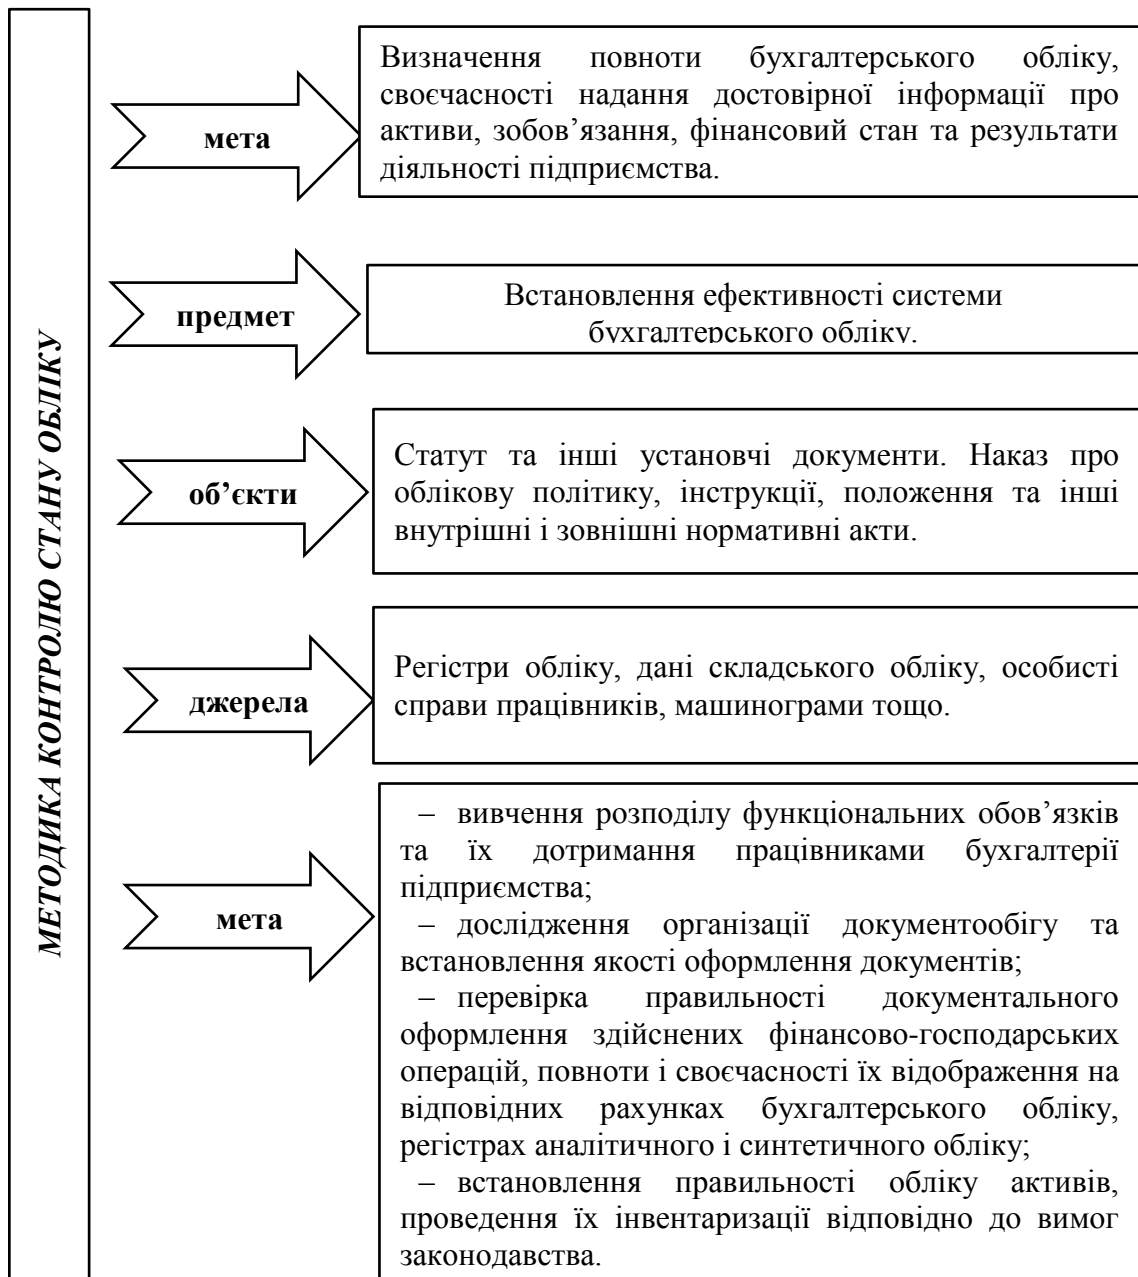 МЕТОДИКА КОНТРОЛЮ СТАНУ ОБЛІКУ
мета
Визначення повноти бухгалтерського обліку,
своєчасності надання достовірної інформації про
активи, зобов’язання, фінансовий стан та результати
діяльності підприємства.
предмет
Встановлення ефективності системи
бухгалтерського обліку.
об’єкти
Статут та інші установчі документи. Наказ про
облікову політику, інструкції, положення та інші
внутрішні і зовнішні нормативні акти.
джерела
Регістри обліку, дані складського обліку, особисті
справи працівників, машинограми тощо.
мета
– вивчення розподілу функціональних обов’язків
та їх дотримання працівниками бухгалтерії
підприємства;
– дослідження організації документообігу та
встановлення якості оформлення документів;
– перевірка правильності документального
оформлення здійснених фінансово-господарських
операцій, повноти і своєчасності їх відображення на
відповідних рахунках бухгалтерського обліку,
регістрах аналітичного і синтетичного обліку;
– встановлення правильності обліку активів,
проведення їх інвентаризації відповідно до вимог
законодавства.